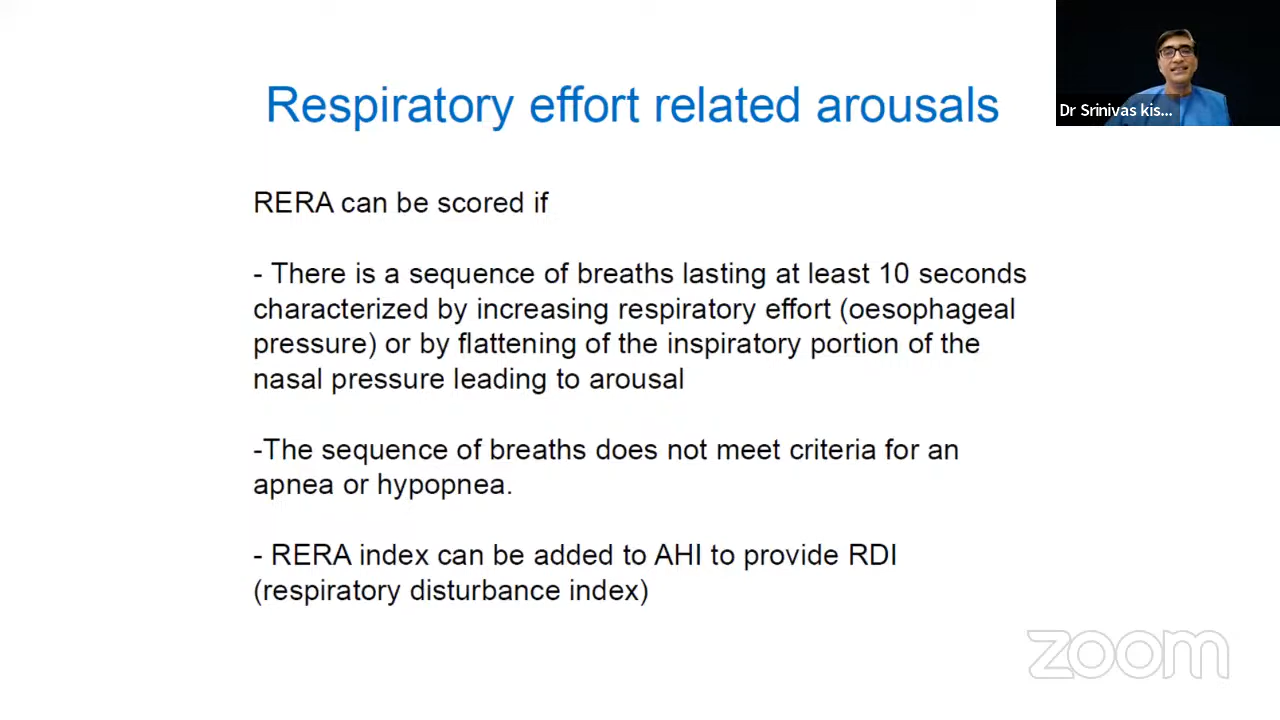 Respiratory effort related arousals
Dr Srinivas kis...
RERA can be scored if
- There is a sequence of breaths lasting at least 10 seconds
characterized by increasing respiratory effort (oesophageal
pressure) or by flattening of the inspiratory portion of the
nasal pressure leading to arousal
-The sequence of breaths does not meet criteria for an
apnea or hypopnea.
- RERA index can be added to AHI to provide RDI
(respiratory disturbance index)
zoom